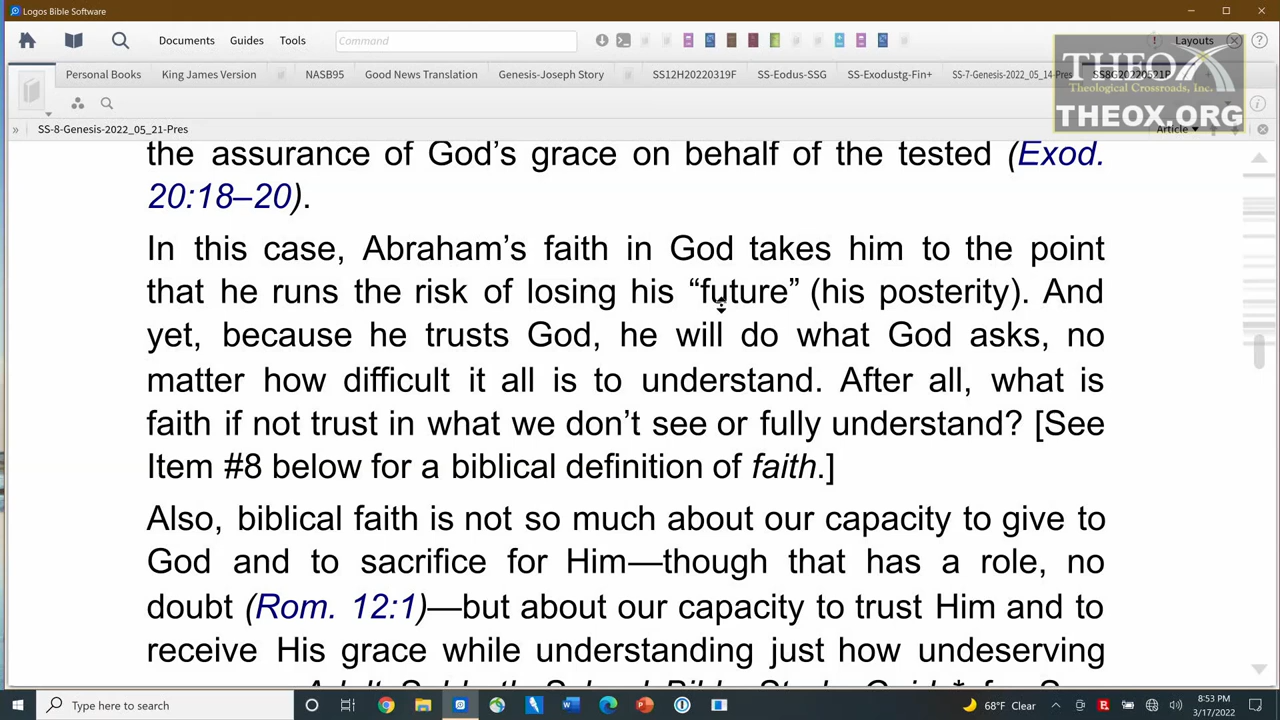 Logos Bible Software
Documents Guides Tools Command Layouts
THEOX
Theological Crossroads, Inc.
THEOX.ORG
Personal Books King James Version NASB95 Good News Translation Genesis-Joseph Story SS12H20220319F SS-Eodus-SSG SS-Exodustg-Fin+ SS-7-Genesis-2022_05_14-Pres SS8G20220521P
SS-8-Genesis-2022_05_21-Pres Article
the assurance of God’s grace on behalf of the tested (Exod.
20:18–20).
In this case, Abraham’s faith in God takes him to the point
that he runs the risk of losing his “future” (his posterity). And
yet, because he trusts God, he will do what God asks, no
matter how difficult it all is to understand. After all, what is
faith if not trust in what we don’t see or fully understand? [See
Item #8 below for a biblical definition of faith.]
Also, biblical faith is not so much about our capacity to give to
God and to sacrifice for Him—though that has a role, no
doubt (Rom. 12:1)—but about our capacity to trust Him and to
receive His grace while understanding just how undeserving
Type here to search 68°F Clear 8:53 PM
3/17/2022